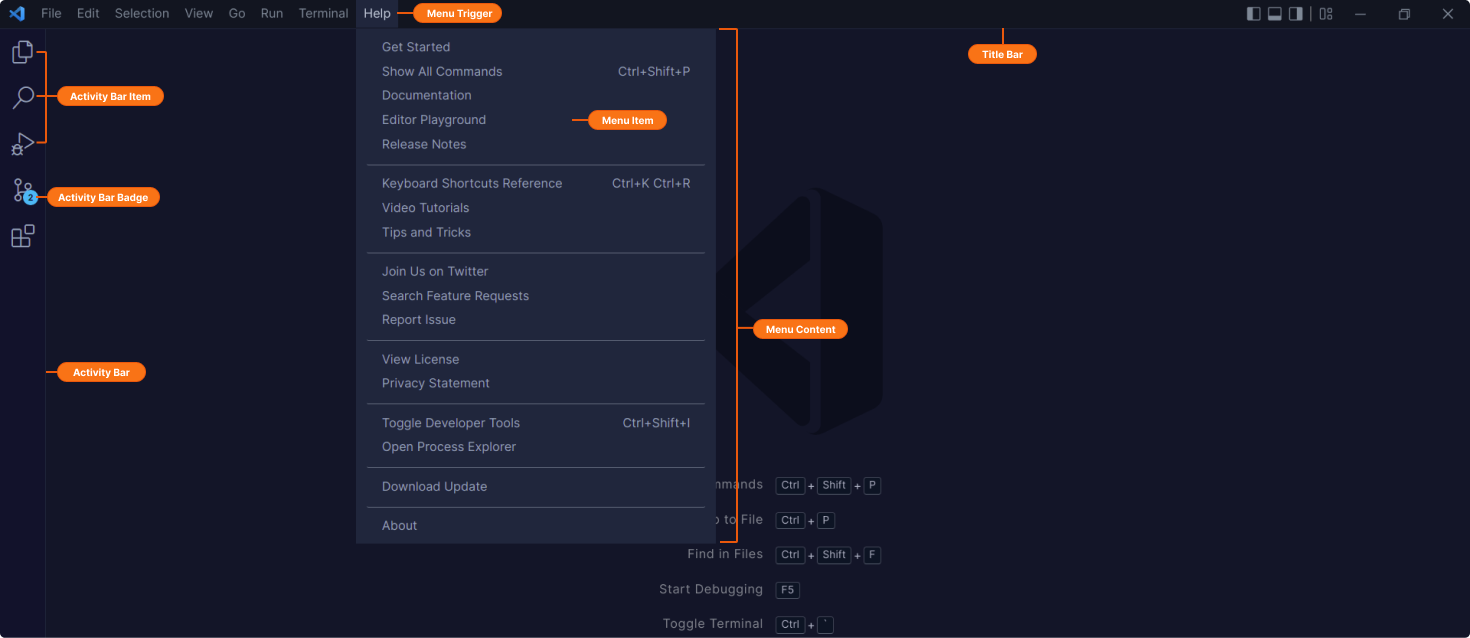 File Edit Selection View Go Run Terminal Help Menu Trigger
Title Bar
Get Started
Show All Commands Ctrl+Shift+P
Documentation
Editor Playground
Release Notes
Menu Item
Activity Bar Item
Keyboard Shortcuts Reference Ctrl+K Ctrl+R
Video Tutorials
Tips and Tricks
2 Activity Bar Badge
Join Us on Twitter
Search Feature Requests
Report Issue
Menu Content
View License
Privacy Statement
Activity Bar
Toggle Developer Tools Ctrl+Shift+I
Open Process Explorer
Download Update
About
mmands Ctrl + Shift + P
to File Ctrl + P
Find in Files Ctrl + Shift + F
Start Debugging F5
Toggle Terminal Ctrl + `